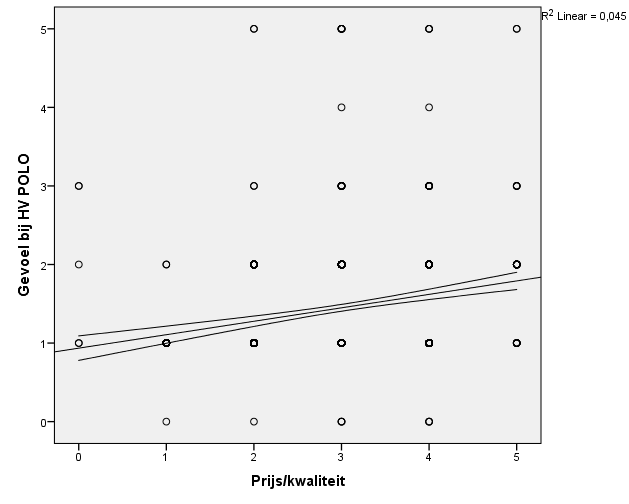 R² Linear = 0,045
5
4
3
2
1
0
Gevoel bij HV POLO
0 1 2 3 4 5
Prijs/kwaliteit